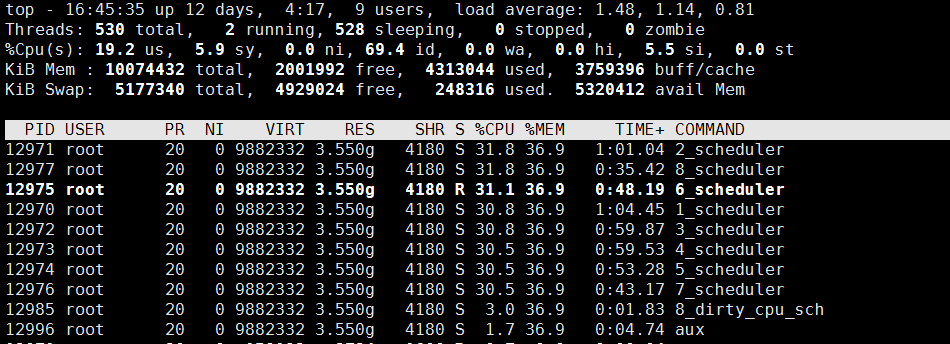 top - 16:45:35 up 12 days,  4:17,  9 users,  load average: 1.48, 1.14, 0.81
Threads: 530 total,   2 running, 528 sleeping,   0 stopped,   0 zombie
%Cpu(s): 19.2 us,  5.9 sy,  0.0 ni, 69.4 id,  0.0 wa,  0.0 hi,  5.5 si,  0.0 st
KiB Mem : 10074432 total,  2001992 free,  4313044 used,  3759396 buff/cache
KiB Swap:  5177340 total,  4929024 free,   248316 used.  5320412 avail Mem
PID USER      PR  NI    VIRT    RES    SHR S %CPU %MEM     TIME+ COMMAND
12971 root      20   0 9882332 3.550g   4180 S 31.8 36.9   1:01.04 2_scheduler
12977 root      20   0 9882332 3.550g   4180 S 31.8 36.9   0:35.42 8_scheduler
12975 root      20   0 9882332 3.550g   4180 R 31.1 36.9   0:48.19 6_scheduler
12970 root      20   0 9882332 3.550g   4180 S 30.8 36.9   1:04.45 1_scheduler
12972 root      20   0 9882332 3.550g   4180 S 30.8 36.9   0:59.87 3_scheduler
12973 root      20   0 9882332 3.550g   4180 S 30.5 36.9   0:59.53 4_scheduler
12974 root      20   0 9882332 3.550g   4180 S 30.5 36.9   0:53.28 5_scheduler
12976 root      20   0 9882332 3.550g   4180 S 30.5 36.9   0:43.17 7_scheduler
12985 root      20   0 9882332 3.550g   4180 S  3.0 36.9   0:01.83 8_dirty_cpu_sch
12996 root      20   0 9882332 3.550g   4180 S  1.7 36.9   0:04.74 aux